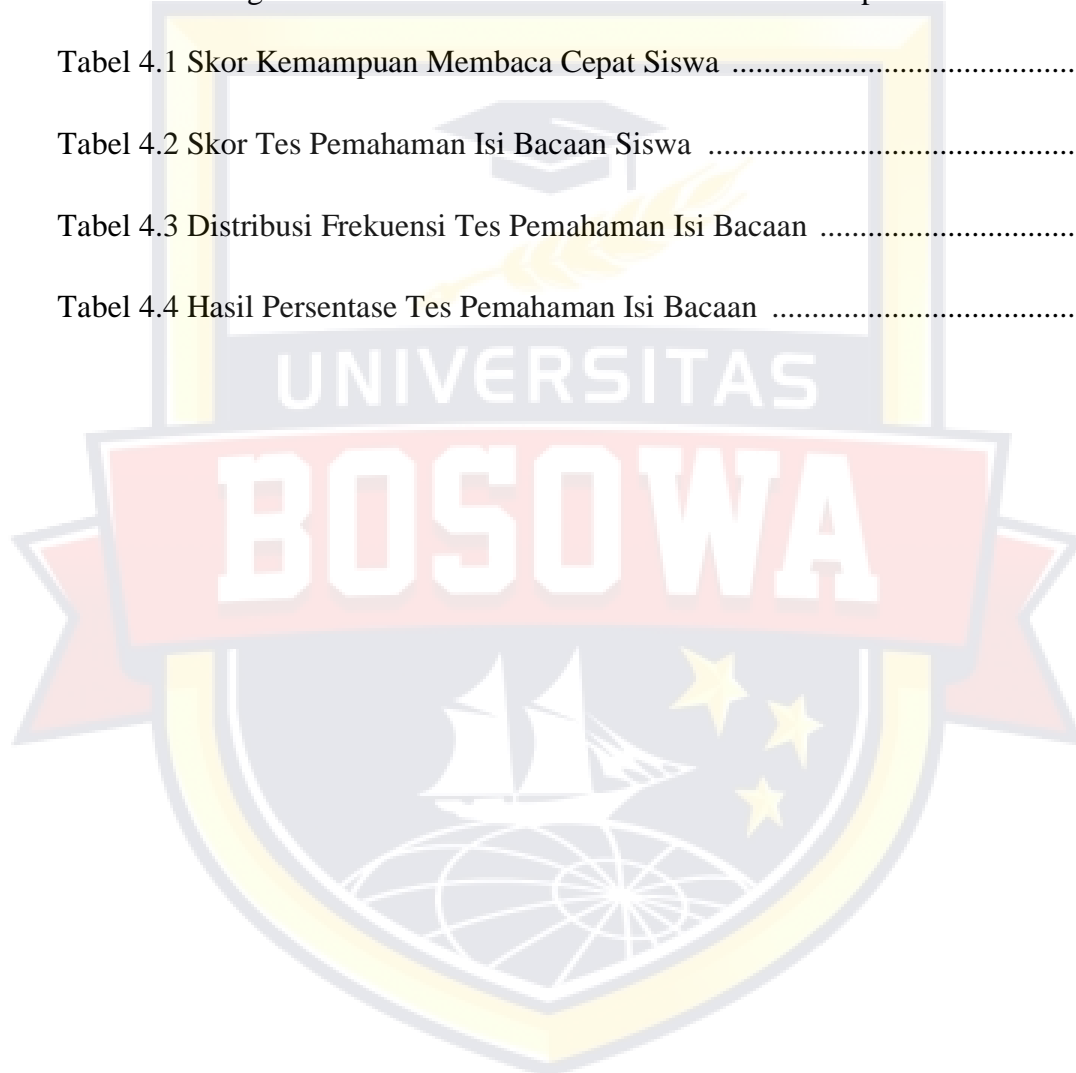 Tabel 4.1 Skor Kemampuan Membaca Cepat Siswa ............................................
Tabel 4.2 Skor Tes Pemahaman Isi Bacaan Siswa ...............................................
Tabel 4.3 Distribusi Frekuensi Tes Pemahaman Isi Bacaan ................................
Tabel 4.4 Hasil Persentase Tes Pemahaman Isi Bacaan ......................................
UNIVERSITAS
BOSOWA